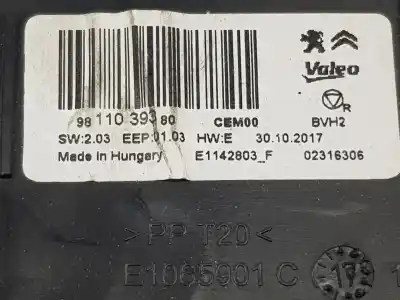 Valeo
98 110 393 80 CEM00
R
BVH2
SW:2.03 EEP:01.03 HW:E 30.10.2017
Made in Hungary E1142803_F 02316306
>PP T20<
E1065901 C